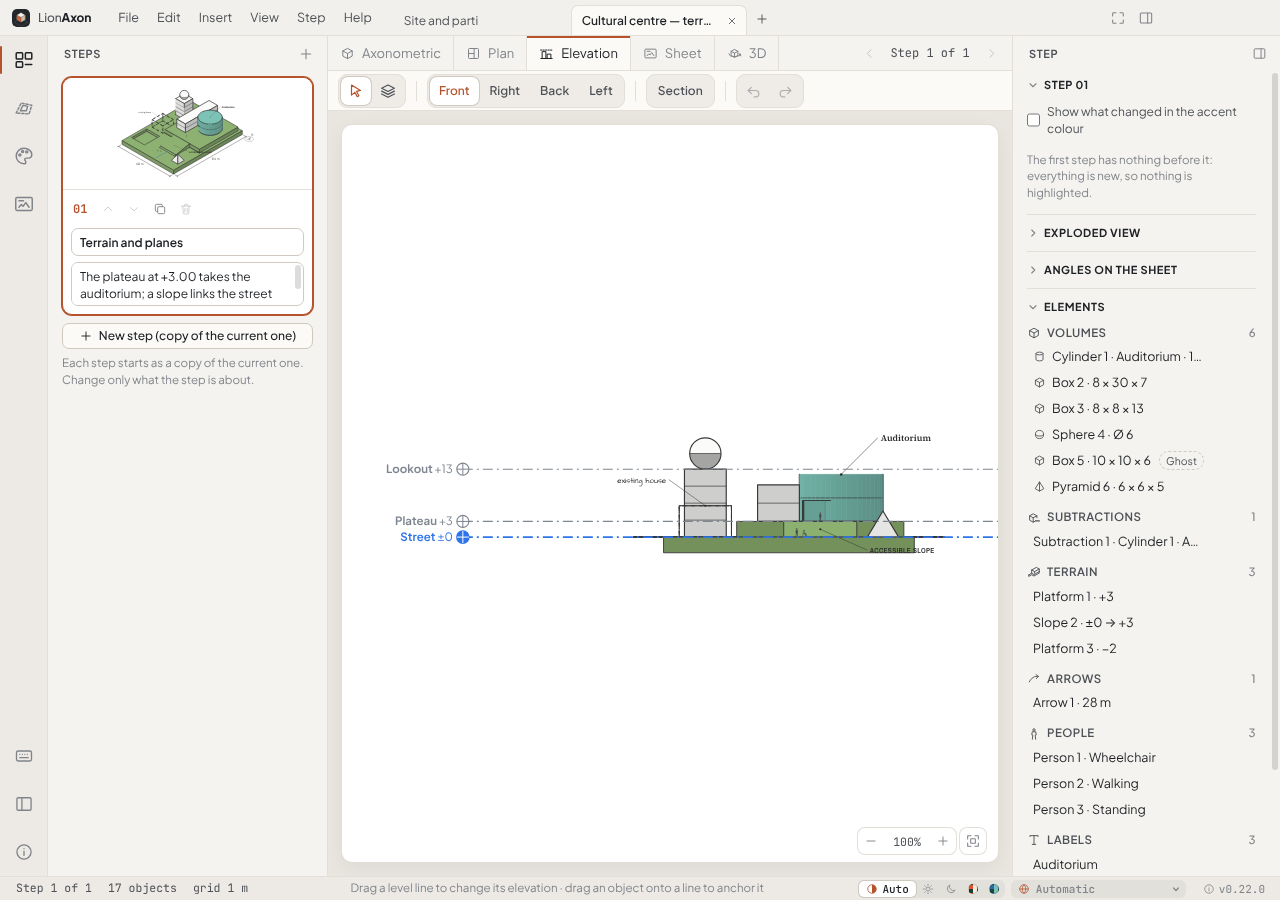 LionAxon
File
Edit
Insert
View
Step
Help
Site and parti
Cultural centre — terr...
STEPS
Axonometric
Plan
Elevation
Sheet
3D
Step 1 of 1
STEP
Front
Right
Back
Left
Section
01
Terrain and planes
The plateau at +3.00 takes the
auditorium; a slope links the street
New step (copy of the current one)
Each step starts as a copy of the current one.
Change only what the step is about.
Auditorium
Lookout +13
existing house
Plateau +3
Street ±0
ACCESSIBLE SLOPE
100%
STEP 01
Show what changed in the accent
colour
The first step has nothing before it:
everything is new, so nothing is
highlighted.
EXPLODED VIEW
ANGLES ON THE SHEET
ELEMENTS
VOLUMES 6
Cylinder 1 · Auditorium · 1...
Box 2 · 8 × 30 × 7
Box 3 · 8 × 8 × 13
Sphere 4 · Ø 6
Box 5 · 10 × 10 × 6 Ghost
Pyramid 6 · 6 × 6 × 5
SUBTRACTIONS 1
Subtraction 1 · Cylinder 1 · A...
TERRAIN 3
Platform 1 · +3
Slope 2 · ±0 → +3
Platform 3 · −2
ARROWS 1
Arrow 1 · 28 m
PEOPLE 3
Person 1 · Wheelchair
Person 2 · Walking
Person 3 · Standing
LABELS 3
Auditorium
Step 1 of 1
17 objects
grid 1 m
Drag a level line to change its elevation · drag an object onto a line to anchor it
Auto
Automatic
v0.22.0